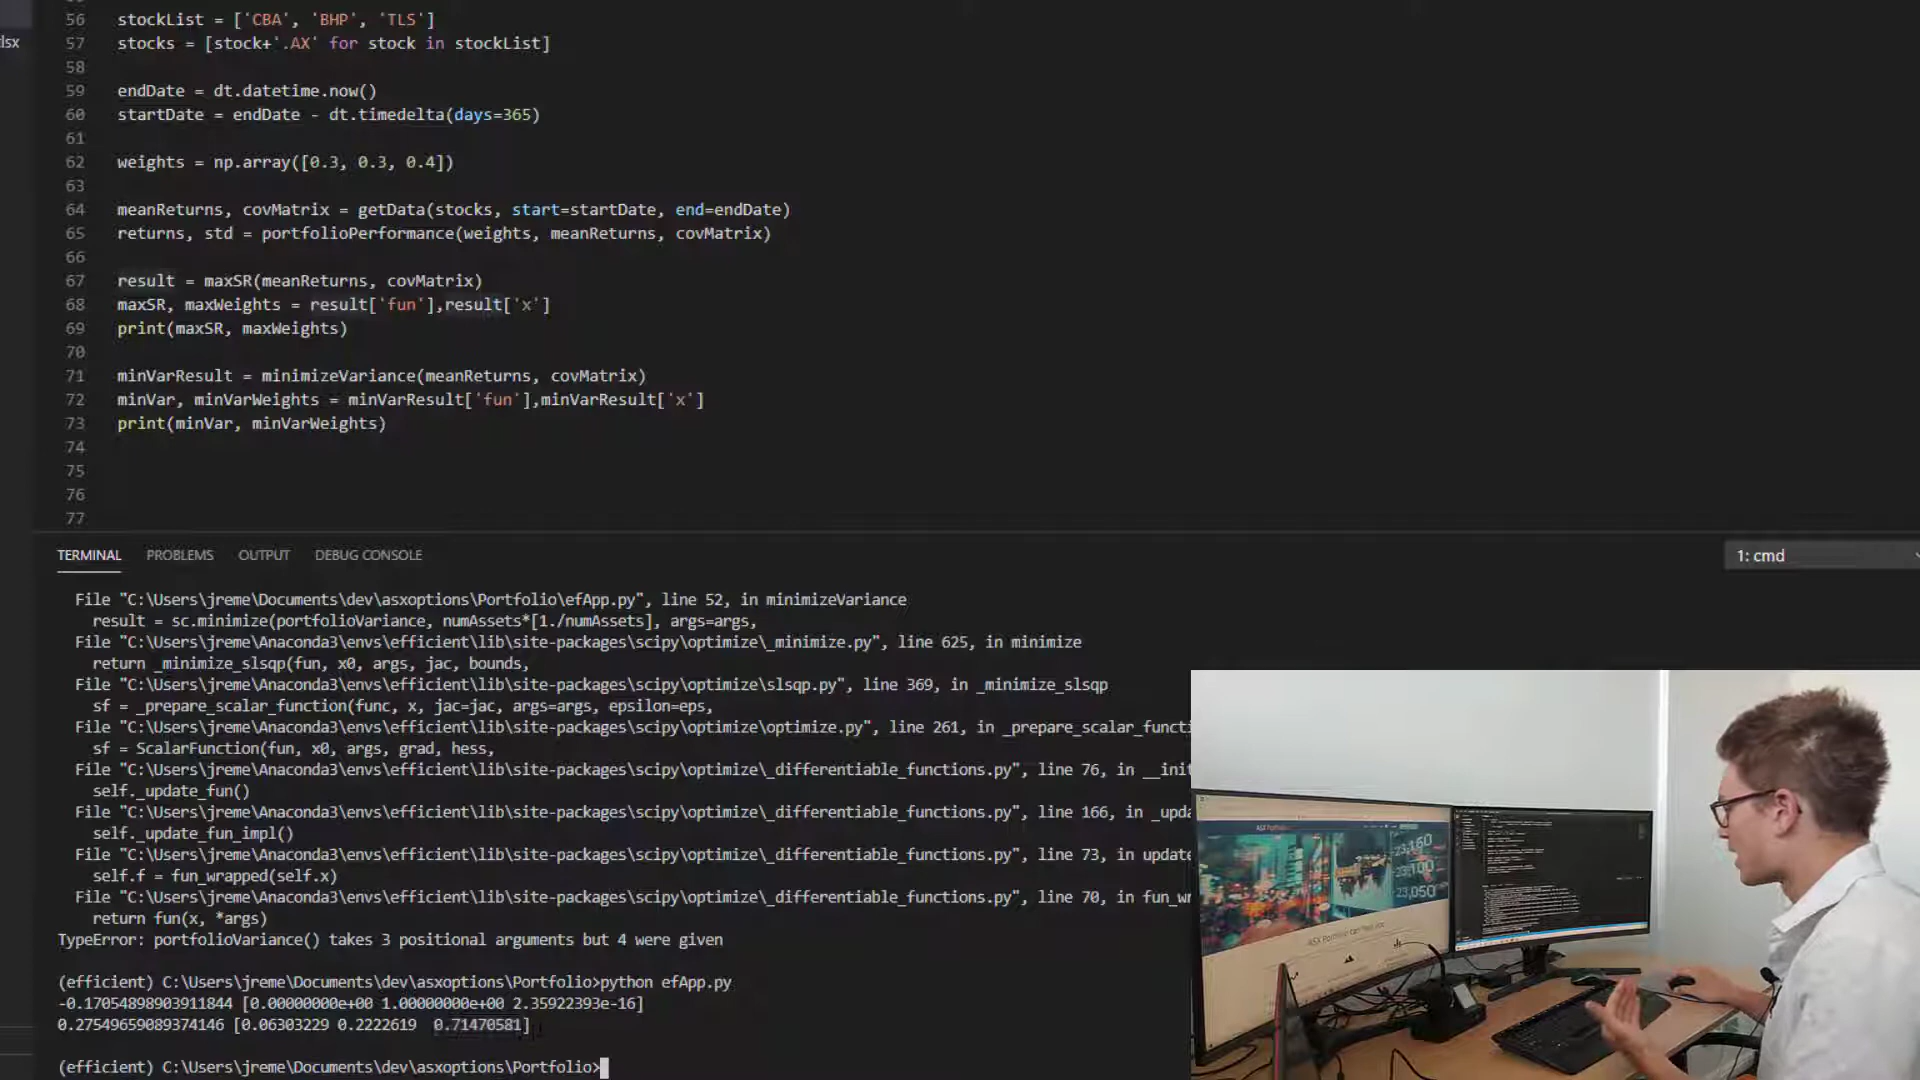 lsx
56 stockList = ['CBA', 'BHP', 'TLS']
57 stocks = [stock+'.AX' for stock in stockList]
58
59 endDate = dt.datetime.now()
60 startDate = endDate - dt.timedelta(days=365)
61
62 weights = np.array([0.3, 0.3, 0.4])
63
64 meanReturns, covMatrix = getData(stocks, start=startDate, end=endDate)
65 returns, std = portfolioPerformance(weights, meanReturns, covMatrix)
66
67 result = maxSR(meanReturns, covMatrix)
68 maxSR, maxWeights = result['fun'],result['x']
69 print(maxSR, maxWeights)
70
71 minVarResult = minimizeVariance(meanReturns, covMatrix)
72 minVar, minVarWeights = minVarResult['fun'],minVarResult['x']
73 print(minVar, minVarWeights)
74
75
76
77
TERMINAL PROBLEMS OUTPUT DEBUG CONSOLE 1: cmd
File "C:\Users\jreme\Documents\dev\asxoptions\Portfolio\efApp.py", line 52, in minimizeVariance
result = sc.minimize(portfolioVariance, numAssets*[1./numAssets], args=args,
File "C:\Users\jreme\Anaconda3\envs\efficient\lib\site-packages\scipy\optimize\_minimize.py", line 625, in minimize
return _minimize_slsqp(fun, x0, args, jac, bounds,
File "C:\Users\jreme\Anaconda3\envs\efficient\lib\site-packages\scipy\optimize\slsqp.py", line 369, in _minimize_slsqp
sf = _prepare_scalar_function(func, x, jac=jac, args=args, epsilon=eps,
File "C:\Users\jreme\Anaconda3\envs\efficient\lib\site-packages\scipy\optimize\optimize.py", line 261, in _prepare_scalar_functi
sf = ScalarFunction(fun, x0, args, grad, hess,
File "C:\Users\jreme\Anaconda3\envs\efficient\lib\site-packages\scipy\optimize\_differentiable_functions.py", line 76, in __init
self._update_fun()
File "C:\Users\jreme\Anaconda3\envs\efficient\lib\site-packages\scipy\optimize\_differentiable_functions.py", line 166, in _upda
self._update_fun_impl()
File "C:\Users\jreme\Anaconda3\envs\efficient\lib\site-packages\scipy\optimize\_differentiable_functions.py", line 73, in update
self.f = fun_wrapped(self.x)
File "C:\Users\jreme\Anaconda3\envs\efficient\lib\site-packages\scipy\optimize\_differentiable_functions.py", line 70, in fun_wr
return fun(x, *args)
TypeError: portfolioVariance() takes 3 positional arguments but 4 were given
(efficient) C:\Users\jreme\Documents\dev\asxoptions\Portfolio>python efApp.py
-0.17054898903911844 [0.00000000e+00 1.00000000e+00 2.35922393e-16]
0.27549659089374146 [0.06303229 0.2222619 0.71470581]
(efficient) C:\Users\jreme\Documents\dev\asxoptions\Portfolio>
23,160
23,100
23,050